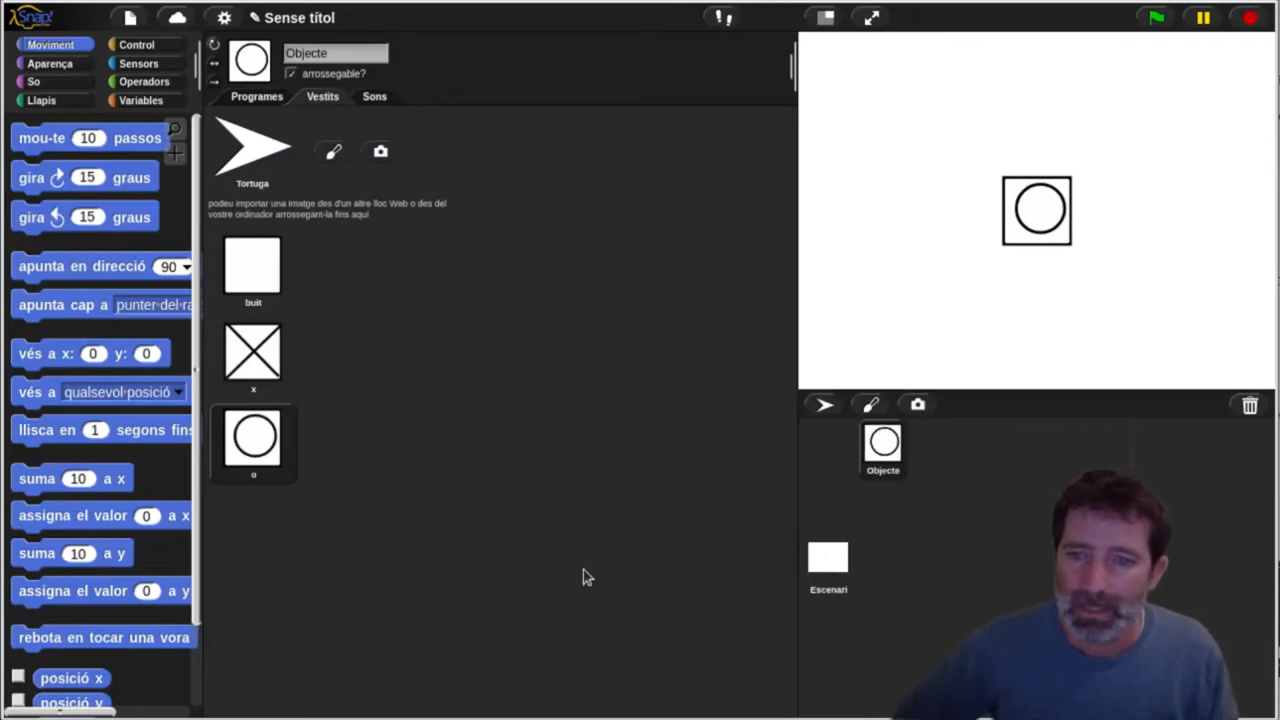 Snap!
Sense títol
Moviment
Control
Aparença
Sensors
So
Operadors
Llapis
Variables
Objecte
arrossegable?
Programes
Vestits
Sons
mou-te 10 passos
gira 15 graus
gira 15 graus
apunta en direcció 90
apunta cap a punter del ra
vés a x: 0 y: 0
vés a qualsevol posició
llisca en 1 segons fins
suma 10 a x
assigna el valor 0 a x
suma 10 a y
assigna el valor 0 a y
rebota en tocar una vora
posició x
posició y
Tortuga
podeu importar una imatge des d'un altre lloc Web o des del
vostre ordinador arrossegant-la fins aquí
buit
x
o
Objecte
Escenari